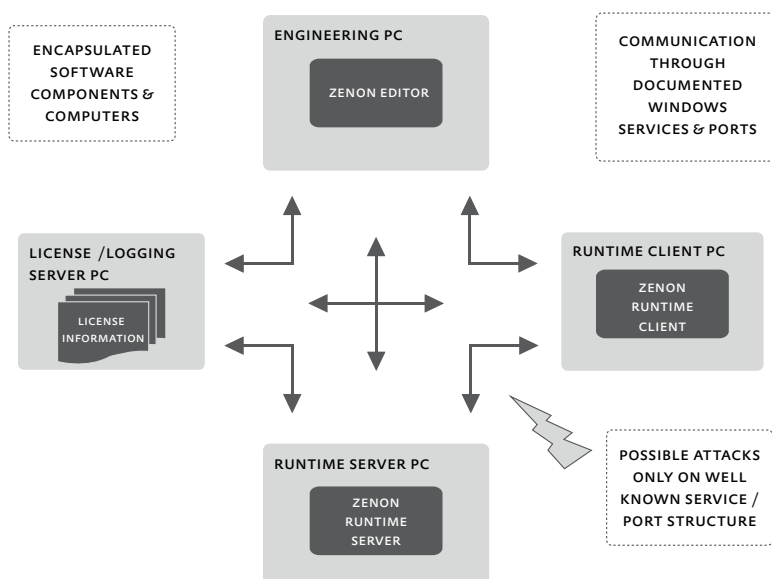 ENCAPSULATED
SOFTWARE
COMPONENTS &
COMPUTERS
ENGINEERING PC
ZENON EDITOR
COMMUNICATION
THROUGH
DOCUMENTED
WINDOWS
SERVICES & PORTS
LICENSE /LOGGING
SERVER PC
LICENSE
INFORMATION
RUNTIME CLIENT PC
ZENON
RUNTIME
CLIENT
RUNTIME SERVER PC
ZENON
RUNTIME
SERVER
POSSIBLE ATTACKS
ONLY ON WELL
KNOWN SERVICE /
PORT STRUCTURE